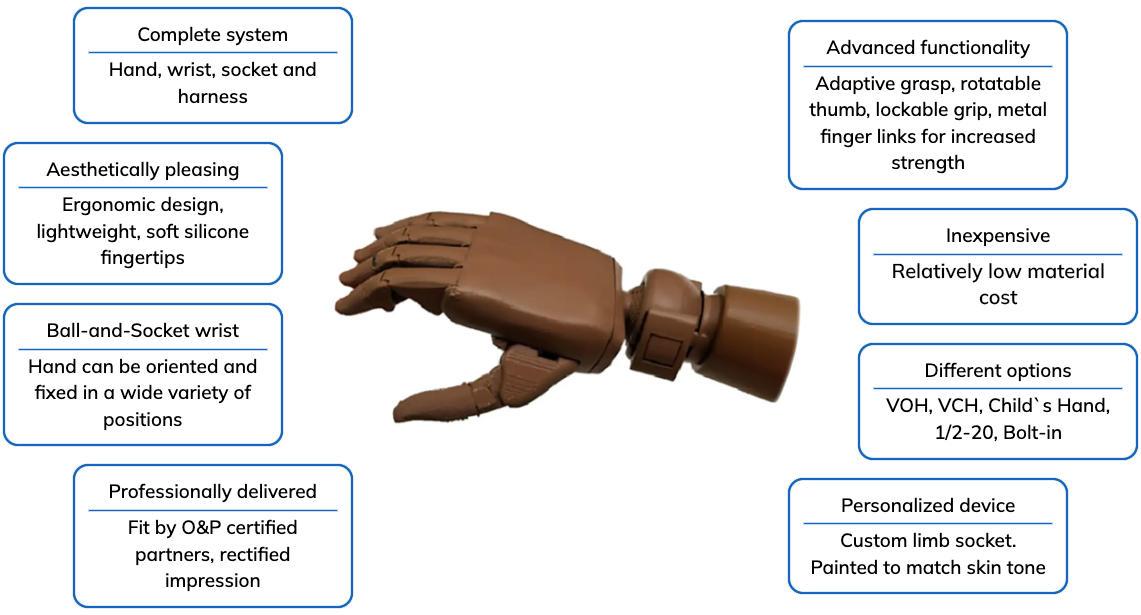 Complete system
Hand, wrist, socket and
harness
Aesthetically pleasing
Ergonomic design,
lightweight, soft silicone
fingertips
Ball-and-Socket wrist
Hand can be oriented and
fixed in a wide variety of
positions
Professionally delivered
Fit by O&P certified
partners, rectified
impression
Advanced functionality
Adaptive grasp, rotatable
thumb, lockable grip, metal
finger links for increased
strength
Inexpensive
Relatively low material
cost
Different options
VOH, VCH, Child`s Hand,
1/2-20, Bolt-in
Personalized device
Custom limb socket.
Painted to match skin tone